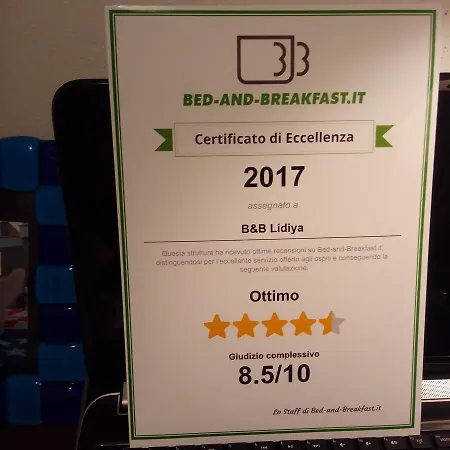 BED-AND-BREAKFAST.IT
Certificato di Eccellenza
2017
assegnato a
B&B Lidiya
Questa struttura ha ricevuto ottime recensioni su Bed-and-Breakfast.it,
distinguendosi per l'eccellente servizio offerto agli ospiti e conseguendo la
seguente valutazione:
Ottimo
Giudizio complessivo
8.5/10
Lo Staff di Bed-and-Breakfast.it